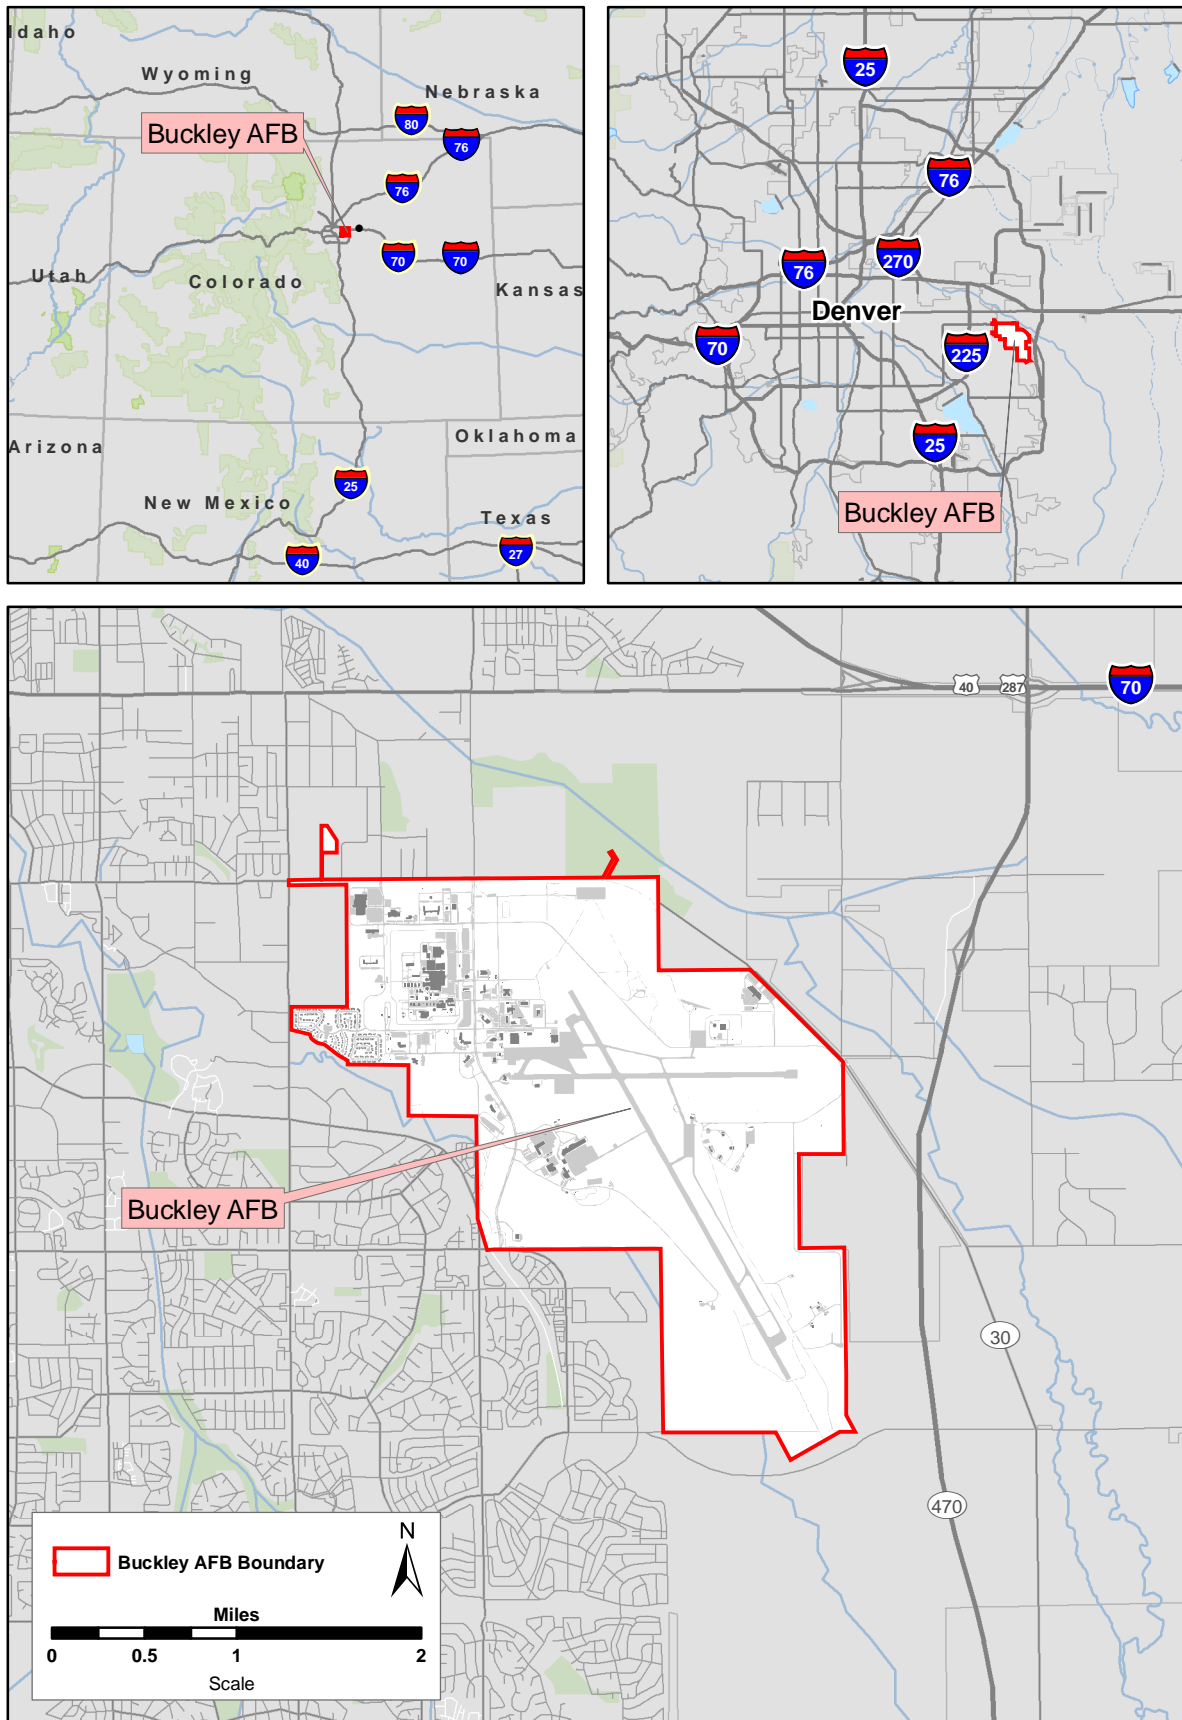 Idaho
Wyoming
Nebraska
80
76
Buckley AFB
76
70
70
Utah
Colorado
Kansas
Arizona
Oklahoma
25
New Mexico
Texas
40
27
25
76
76
270
Denver
70
225
25
Buckley AFB
40
287
70
Buckley AFB
30
470
N
Buckley AFB Boundary
Miles
0
0.5
1
2
Scale